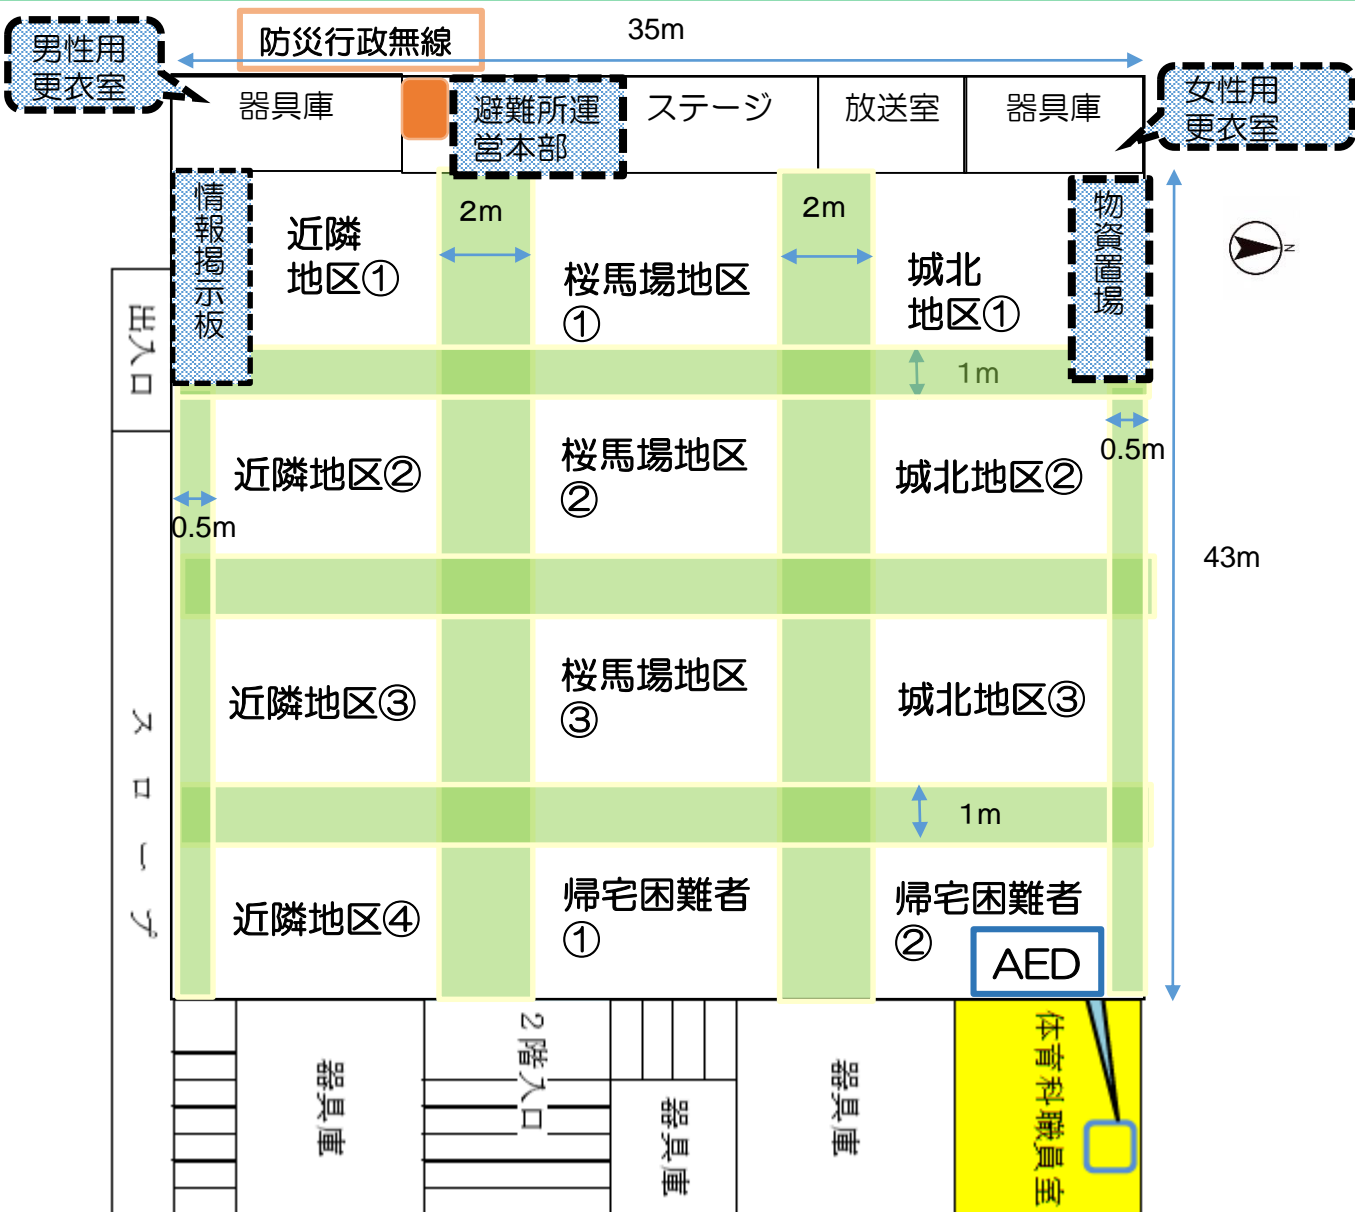 防災行政無線
35m
男性用
更衣室
器具庫
避難所運
営本部
ステージ
放送室
器具庫
女性用
更衣室
情報掲示板
近隣
地区①
2m
桜馬場地区
①
2m
城北
地区①
物資置場
N
出入口
1m
近隣地区②
桜馬場地区
②
城北地区②
0.5m
0.5m
43m
近隣地区③
桜馬場地区
③
城北地区③
スロープ
1m
近隣地区④
帰宅困難者
①
帰宅困難者
②
AED
器具庫
2階入口
器具庫
器具庫
体育科職員室